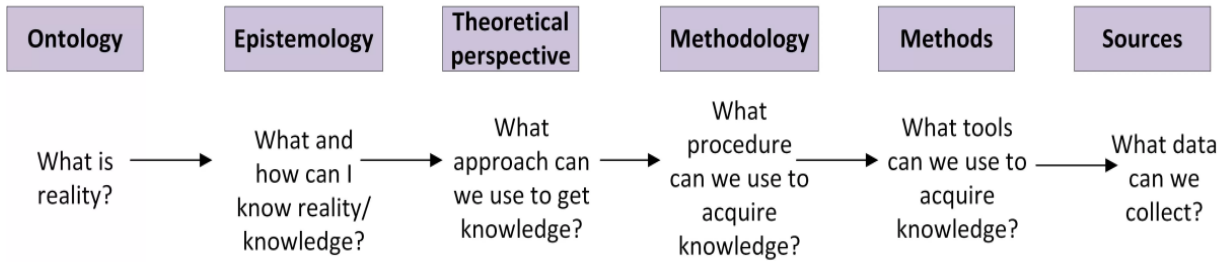 Ontology
Epistemology
Theoretical
perspective
Methodology
Methods
Sources
What is
reality?
What and
how can I
know reality/
knowledge?
What
approach can
we use to get
knowledge?
What
procedure
can we use to
acquire
knowledge?
What tools
can we use to
acquire
knowledge?
What data
can we
collect?